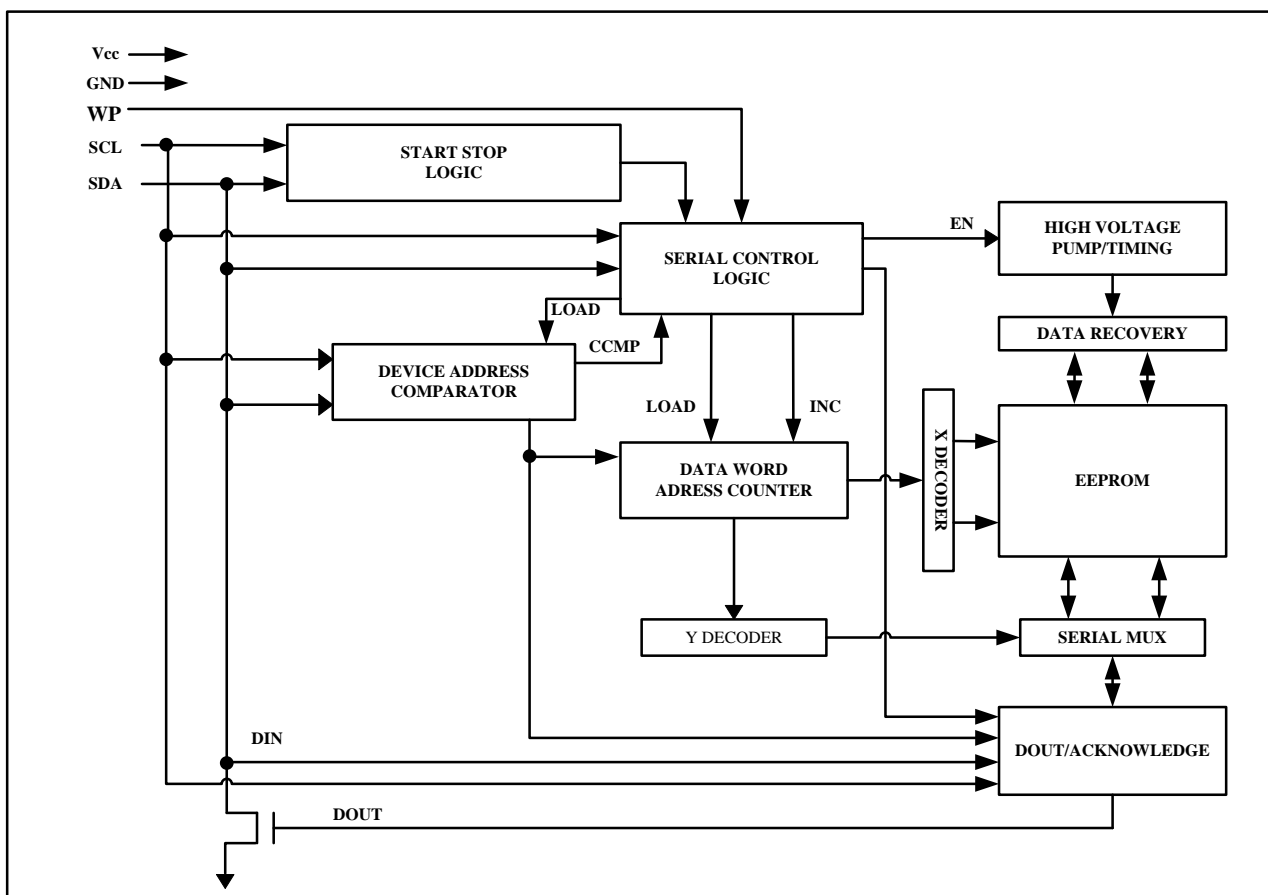 Vcc
GND
WP
SCL
SDA
START STOP
LOGIC
EN
HIGH VOLTAGE
PUMP/TIMING
SERIAL CONTROL
LOGIC
LOAD
CCMP
DATA RECOVERY
DEVICE ADDRESS
COMPARATOR
LOAD
INC
X DECODER
EEPROM
DATA WORD
ADRESS COUNTER
Y DECODER
SERIAL MUX
DIN
DOUT/ACKNOWLEDGE
DOUT